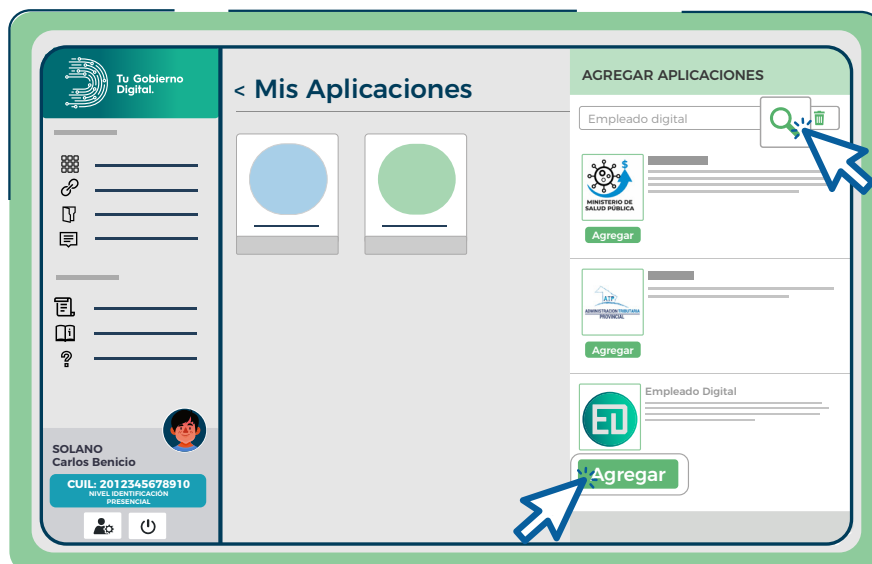 Tu Gobierno
Digital.
SOLANO
Carlos Benicio
CUIL: 2012345678910
NIVEL IDENTIFICACIÓN
PRESENCIAL
< Mis Aplicaciones
AGREGAR APLICACIONES
Empleado digital
$
MINISTERIO DE
SALUD PÚBLICA
Agregar
ATP
ADMINISTRACION TRIBUTARIA
PROVINCIAL
Agregar
ED
Empleado Digital
Agregar